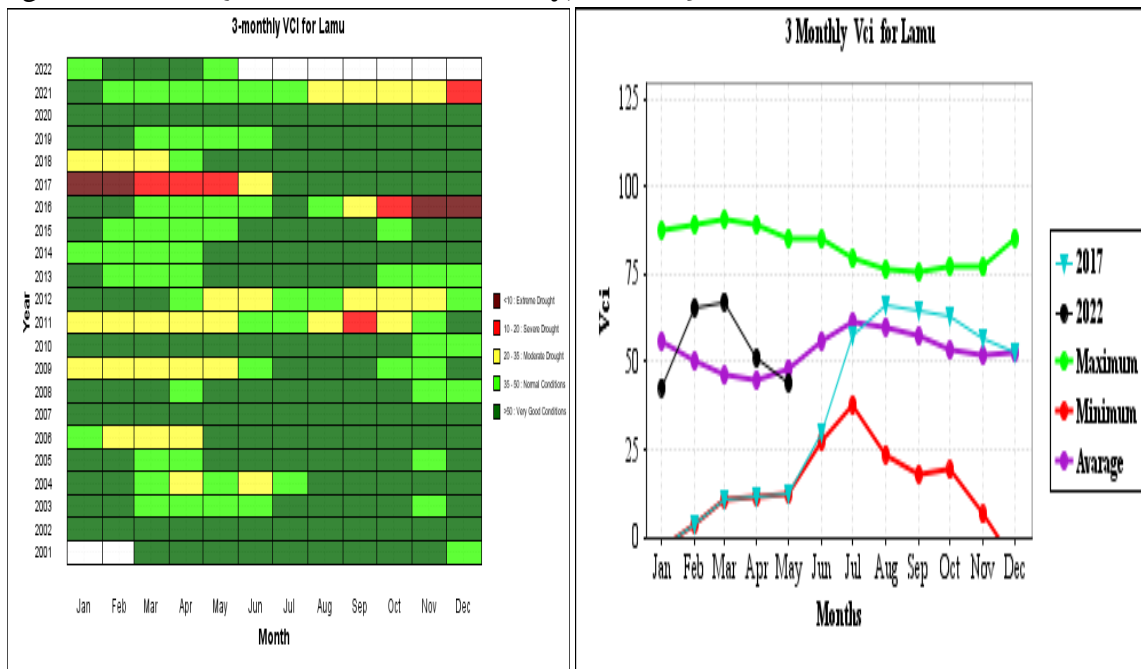 3-monthly VCI for Lamu
Year
2022
2021
2020
2019
2018
2017
2016
2015
2014
2013
2012
2011
2010
2009
2008
2007
2006
2005
2004
2003
2002
2001
Jan Feb Mar Apr May Jun Jul Aug Sep Oct Nov Dec
Month
<10 : Extreme Drought
10 - 20 : Severe Drought
20 - 35 : Moderate Drought
35 - 50 : Normal Conditions
>50 : Very Good Conditions
3 Monthly Vci for Lamu
Vci
125
100
75
50
25
0
Jan Feb Mar Apr May Jun Jul Aug Sep Oct Nov Dec
Months
2017
2022
Maximum
Minimum
Avarage